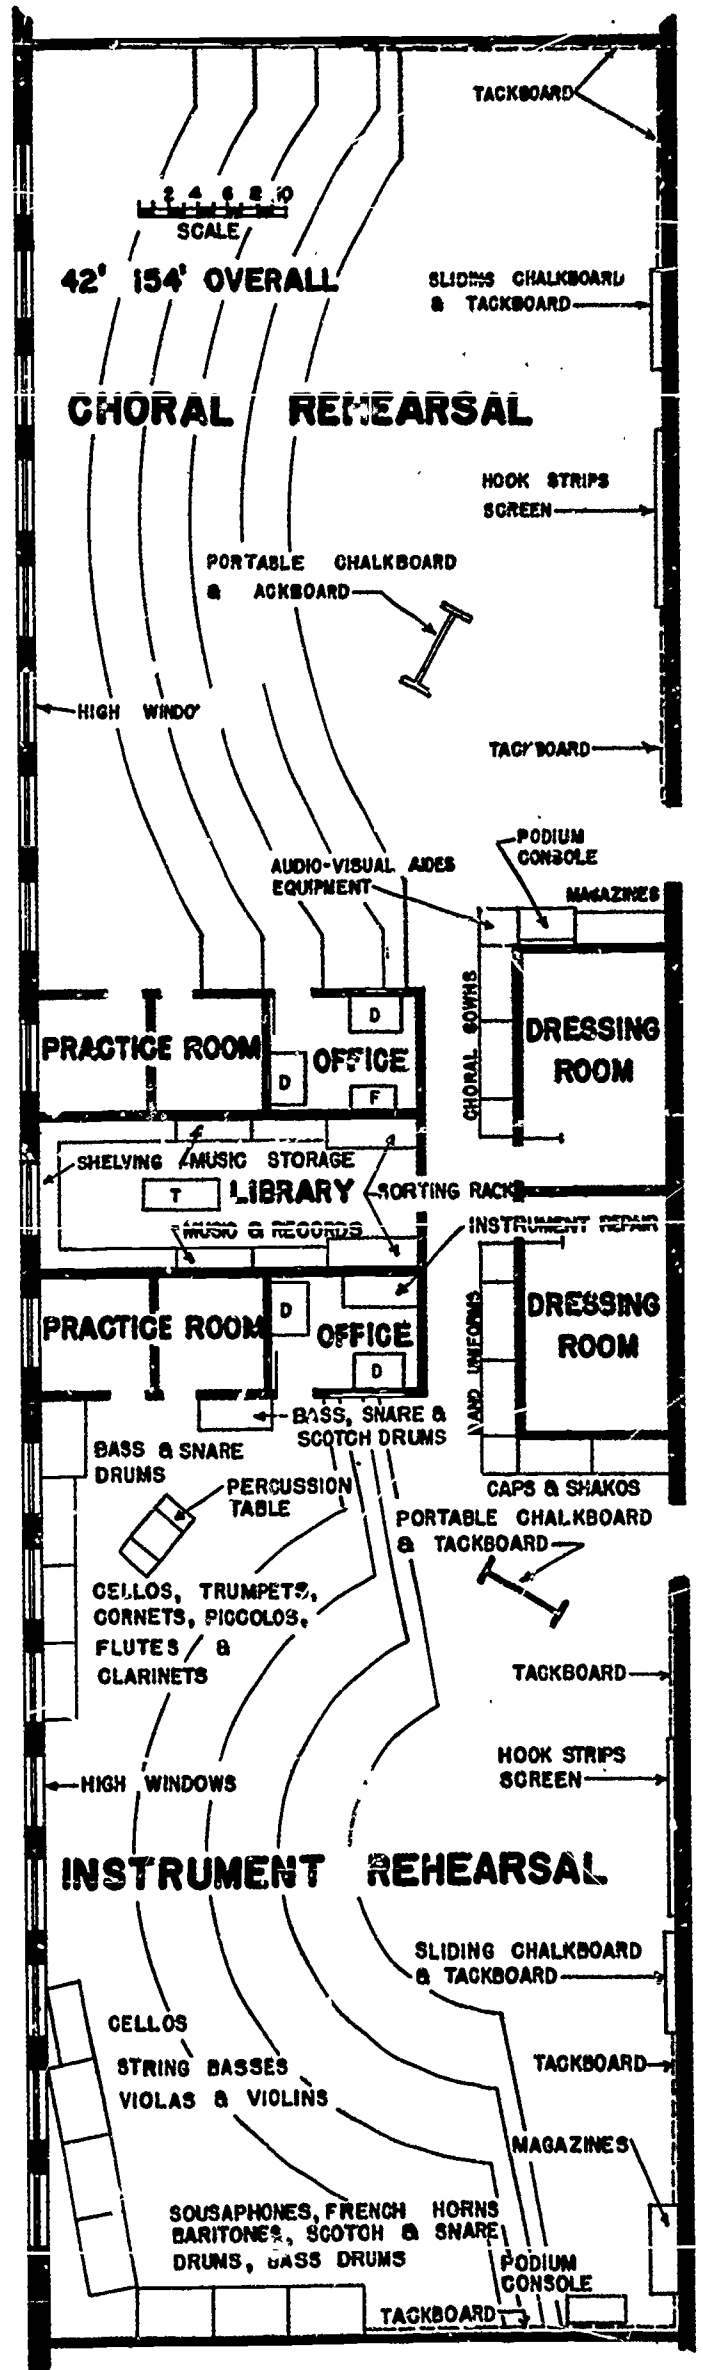 TACKBOARD
2 4 6 8 10
SCALE
42' 154' OVERALL
SLIDING CHALKBOARD
& TACKBOARD
CHORAL REHEARSAL
HOOK STRIPS
SCREEN
PORTABLE CHALKBOARD
& ACKBOARD
HIGH WINDO
TACKBOARD
PODIUM
CONSOLE
AUDIO-VISUAL AIDES
EQUIPMENT
MAGAZINES
CHORAL GOWNS
D
PRACTICE ROOM
OFFICE
D
F
DRESSING
ROOM
SHELVING
MUSIC STORAGE
T
LIBRARY
SORTING RACK
MUSIC & RECORDS
INSTRUMENT REPAIR
D
PRACTICE ROOM
OFFICE
D
AND UNIFORMS
DRESSING
ROOM
BASS, SNARE &
SCOTCH DRUMS
BASS & SNARE
DRUMS
CAPS & SHAKOS
PERCUSSION
TABLE
PORTABLE CHALKBOARD
& TACKBOARD
CELLOS, TRUMPETS,
CORNETS, PICCOLOS,
FLUTES &
CLARINETS
TACKBOARD
HOOK STRIPS
SCREEN
HIGH WINDOWS
INSTRUMENT REHEARSAL
SLIDING CHALKBOARD
& TACKBOARD
CELLOS
STRING BASSES
VIOLAS & VIOLINS
TACKBOARD
MAGAZINES
SOUSAPHONES, FRENCH HORNS
BARITONES, SCOTCH & SNARE
DRUMS, BASS DRUMS
PODIUM
CONSOLE
TACKBOARD